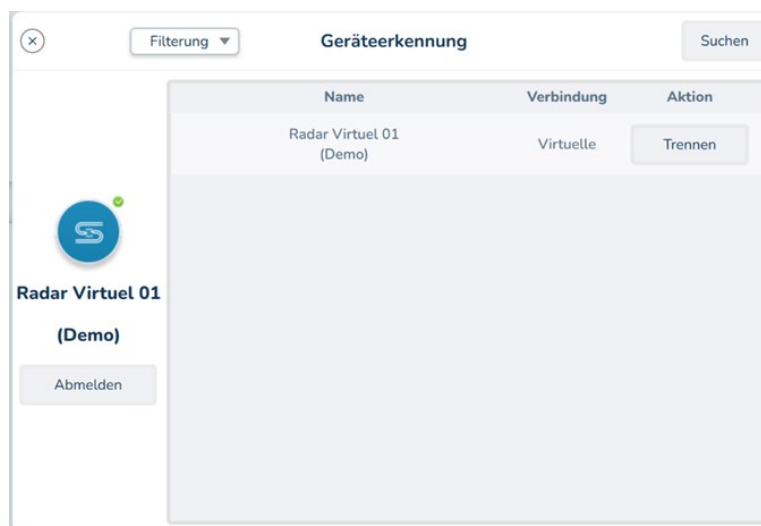 Filterung
Geräteerkennung
Suchen
Name
Verbindung
Aktion
Radar Virtuel 01
(Demo)
Virtuelle
Trennen
Radar Virtuel 01
(Demo)
Abmelden